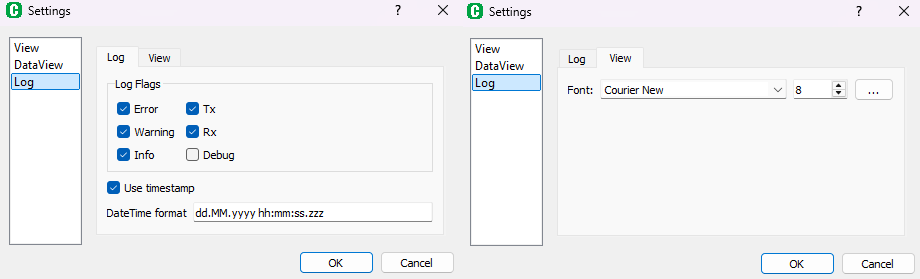 Settings ?
View
DataView
Log
Log View
Log Flags
Error Tx
Warning Rx
Info Debug
Use timestamp
DateTime format dd.MM.yyyy hh:mm:ss.zzz
OK Cancel
Settings ?
View
DataView
Log
Log View
Font: Courier New 8 ...
OK Cancel